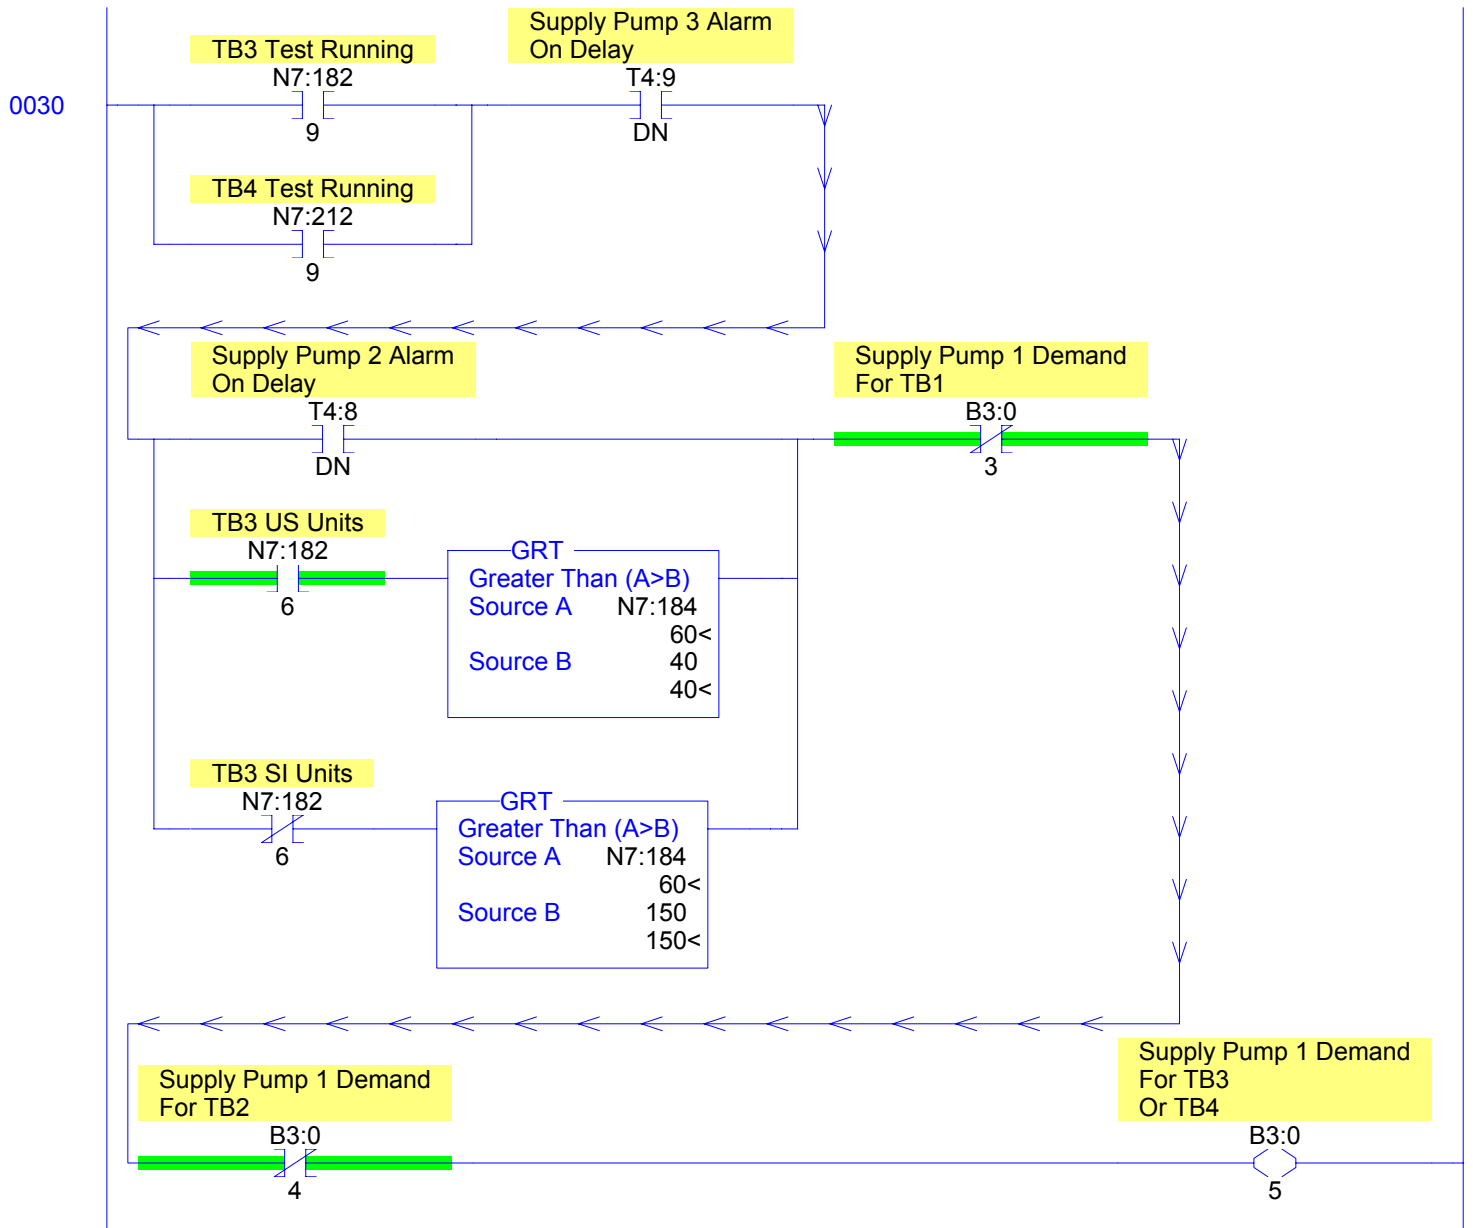 Supply Pump 3 Alarm
On Delay
TB3 Test Running
N7:182
T4:9
0030
9
DN
TB4 Test Running
N7:212
9
Supply Pump 2 Alarm
On Delay
T4:8
DN
Supply Pump 1 Demand
For TB1
B3:0
3
TB3 US Units
N7:182
6
GRT
Greater Than (A>B)
Source A N7:184
60<
Source B 40
40<
TB3 SI Units
N7:182
6
GRT
Greater Than (A>B)
Source A N7:184
60<
Source B 150
150<
Supply Pump 1 Demand
For TB2
B3:0
4
Supply Pump 1 Demand
For TB3
Or TB4
B3:0
5